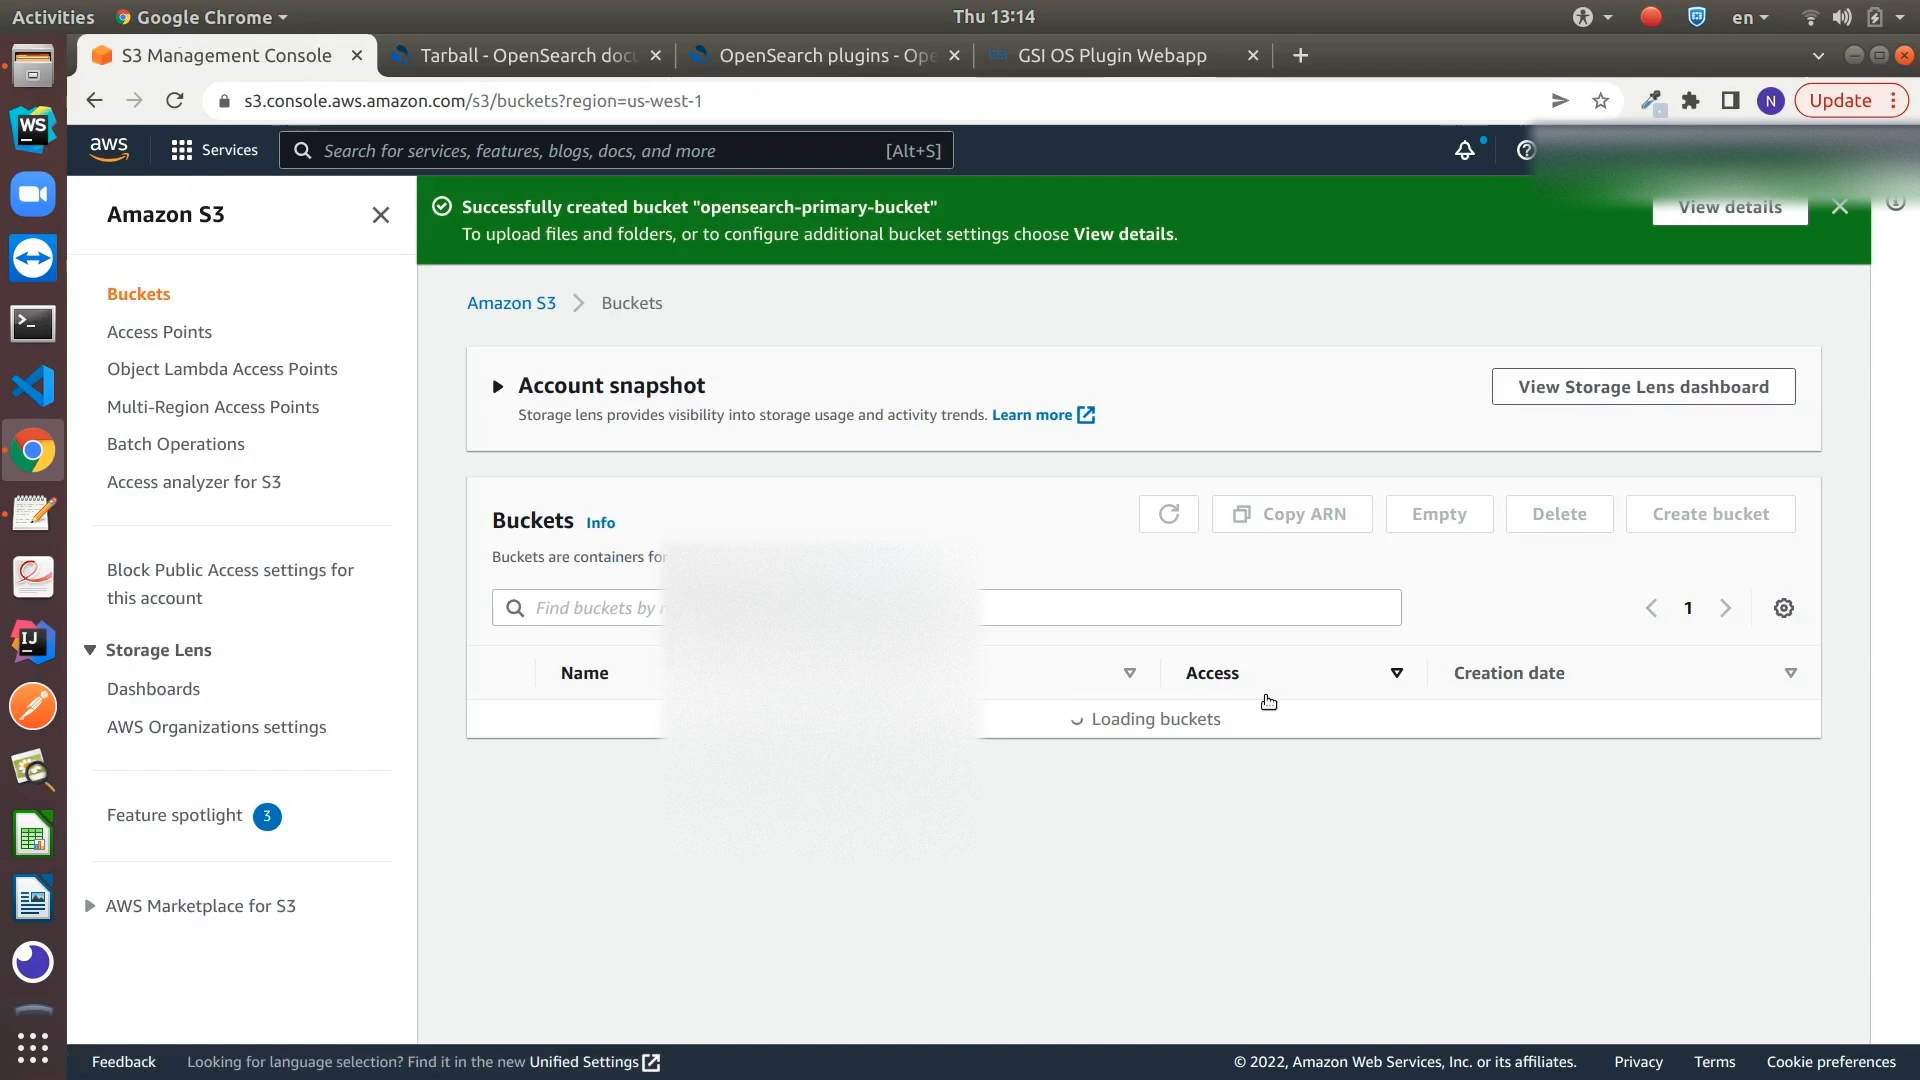 Activities
Google Chrome
Thu 13:14
en
S3 Management Console
Tarball - OpenSearch doc
OpenSearch plugins - Ope
GSI OS Plugin Webapp
s3.console.aws.amazon.com/s3/buckets?region=us-west-1
N
Update
aws
Services
Search for services, features, blogs, docs, and more
[Alt+S]
Amazon S3
Successfully created bucket "opensearch-primary-bucket"
To upload files and folders, or to configure additional bucket settings choose View details.
View details
Buckets
Access Points
Object Lambda Access Points
Multi-Region Access Points
Batch Operations
Access analyzer for S3
Block Public Access settings for
this account
Storage Lens
Dashboards
AWS Organizations settings
Feature spotlight 3
AWS Marketplace for S3
Amazon S3
Buckets
Account snapshot
Storage lens provides visibility into storage usage and activity trends. Learn more
View Storage Lens dashboard
Buckets Info
Copy ARN
Empty
Delete
Create bucket
Buckets are containers for
Find buckets by
1
Name
Access
Creation date
Loading buckets
WS
IJ
Feedback
Looking for language selection? Find it in the new Unified Settings
© 2022, Amazon Web Services, Inc. or its affiliates.
Privacy
Terms
Cookie preferences